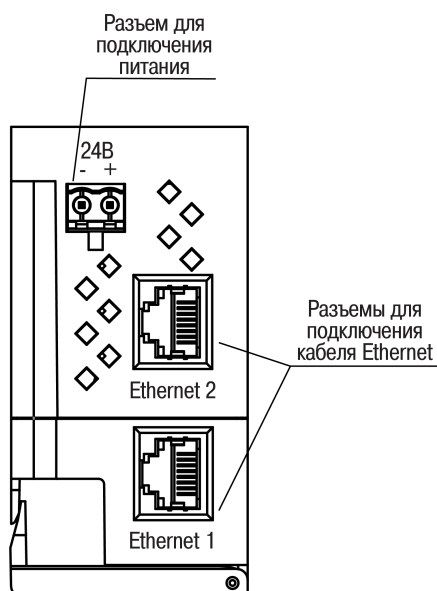 Разъем для
подключения
питания
24В
- +
Разъемы для
подключения
кабеля Ethernet
Ethernet 2
Ethernet 1